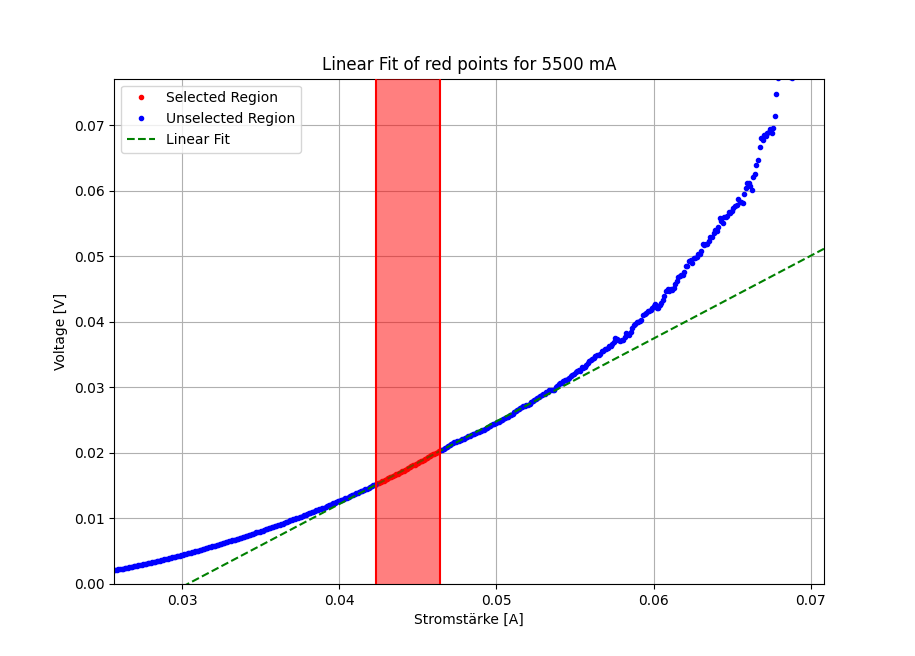 Linear Fit of red points for 5500 mA
Selected Region
Unselected Region
Linear Fit
0.07
0.06
0.05
0.04
0.03
0.02
0.01
0.00
Voltage [V]
0.03 0.04 0.05 0.06 0.07
Stromstärke [A]